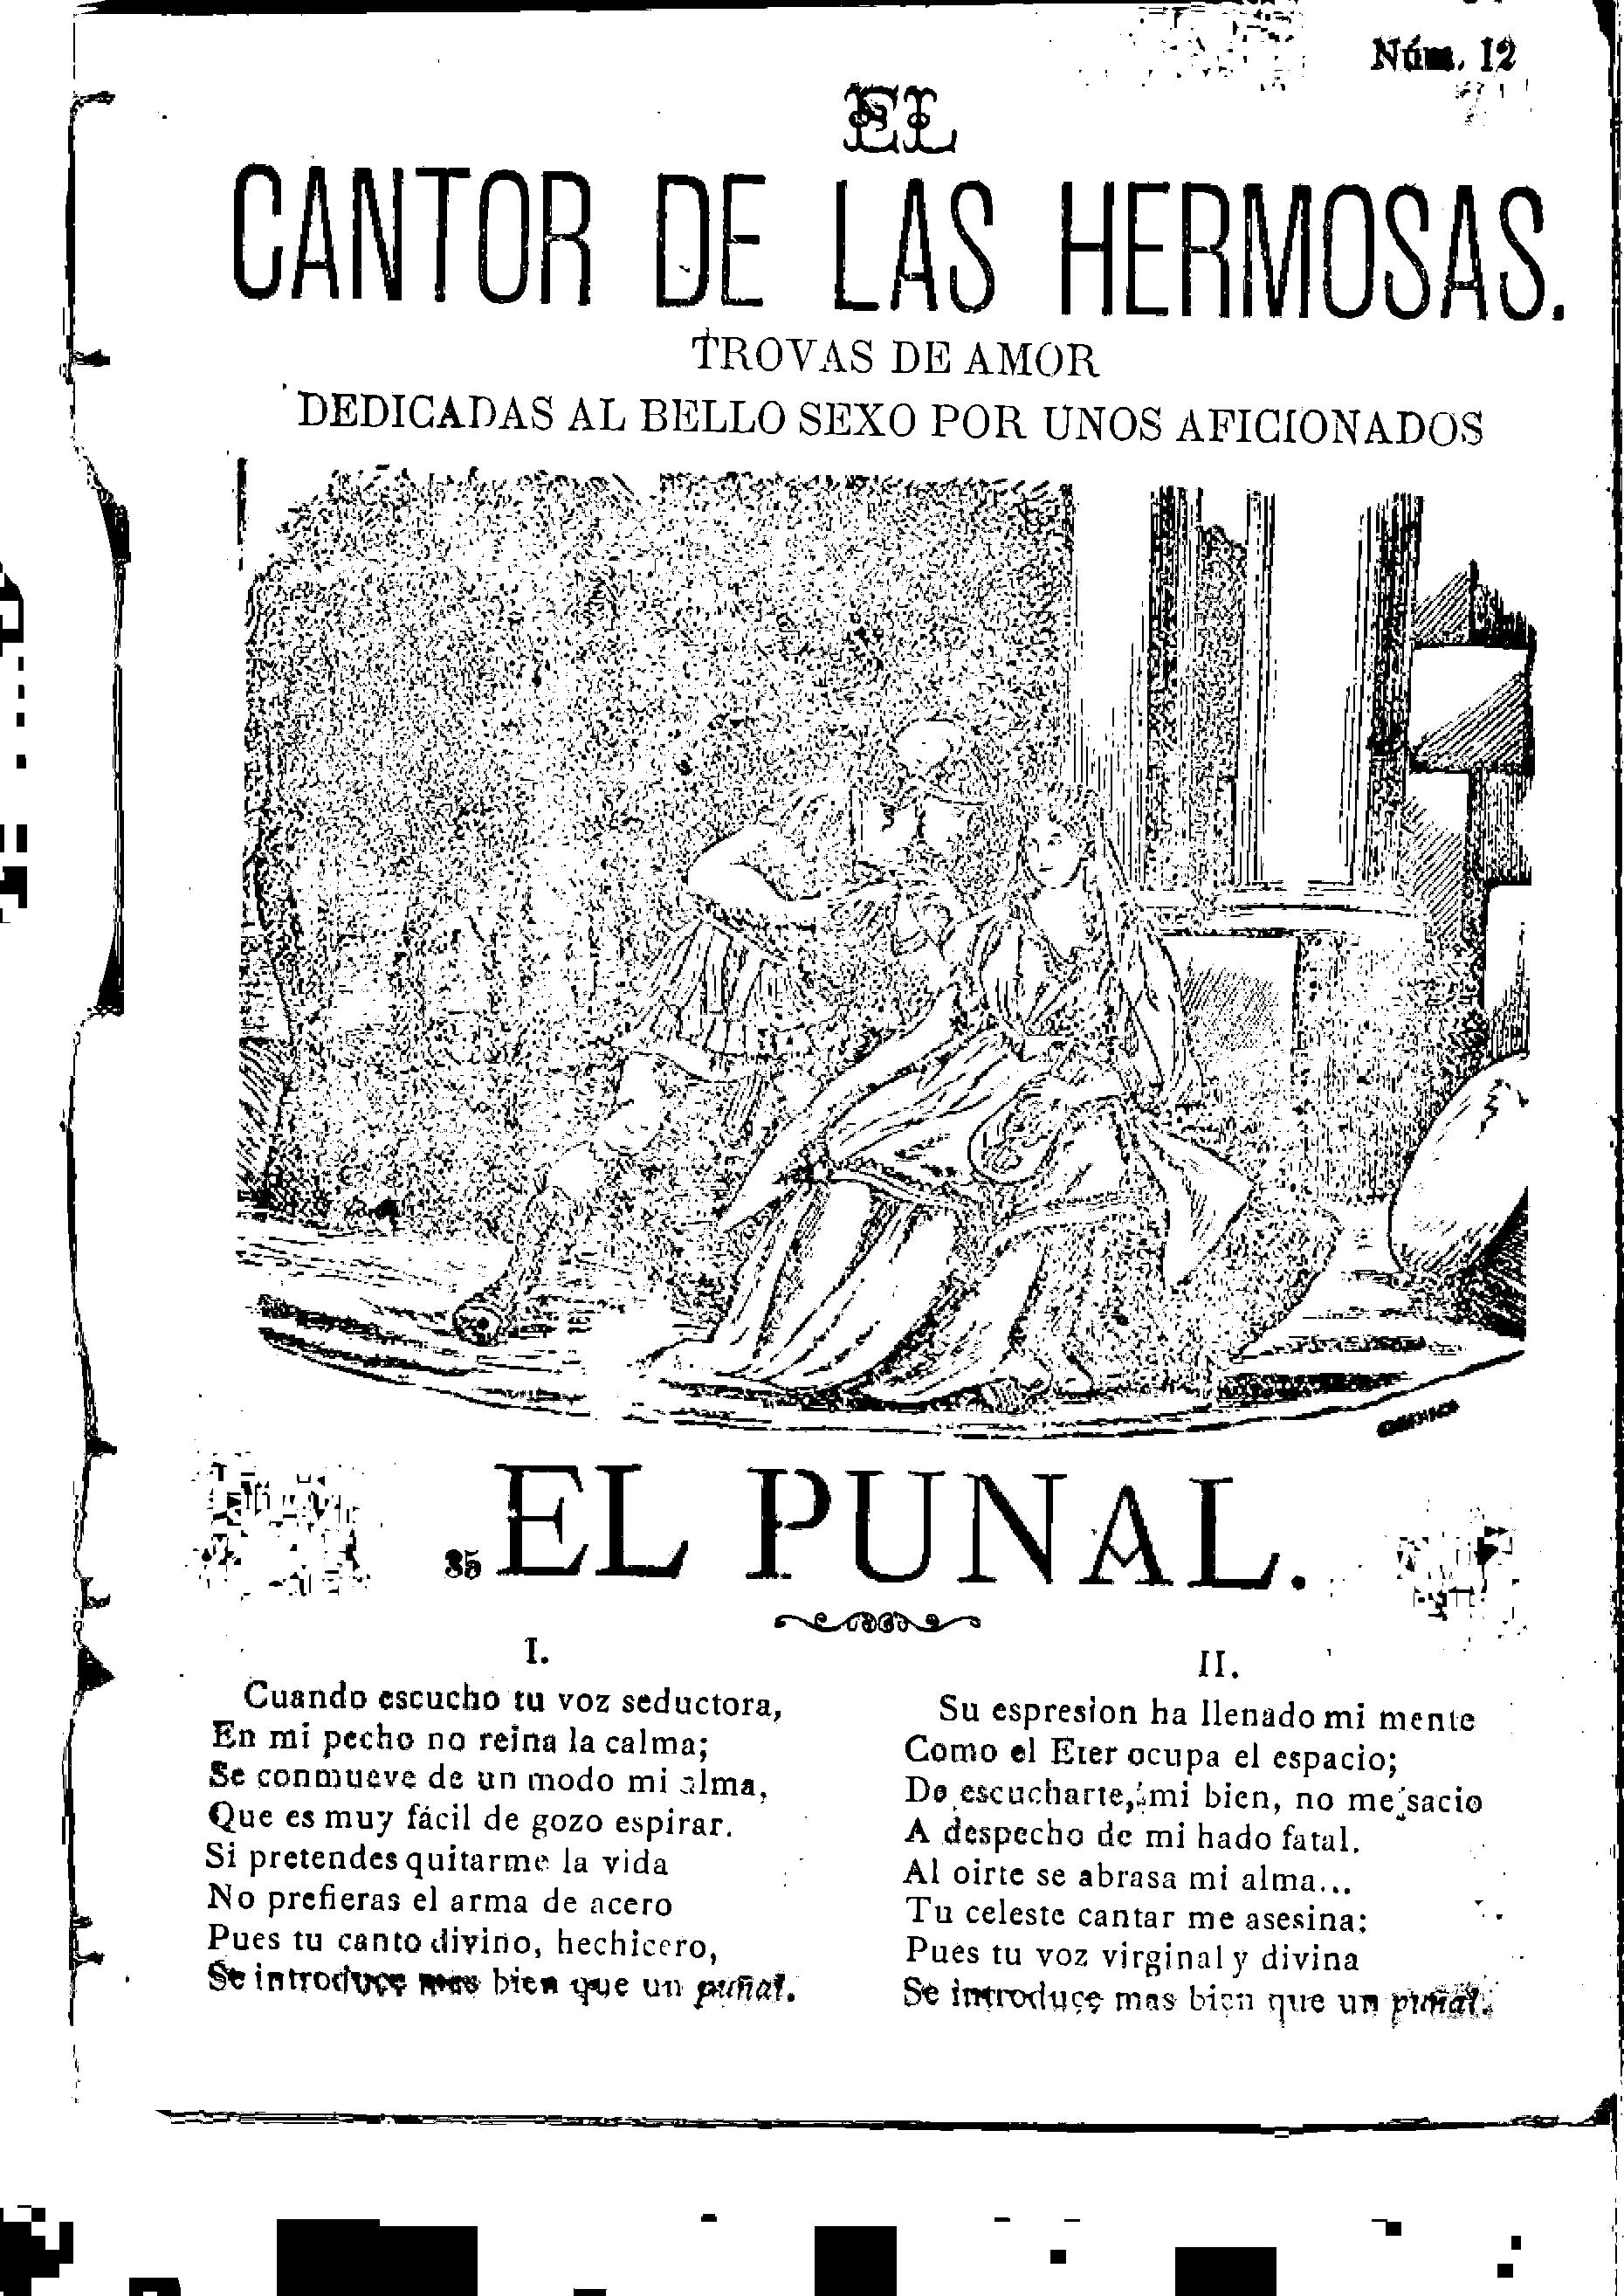 Núm. 12
EL
CANTOR DE LAS HERMOSAS.
TROVAS DE AMOR
DEDICADAS AL BELLO SEXO POR UNOS AFICIONADOS
35 EL PUNAL.
I.
Cuando escucho tu voz seductora,
En mi pecho no reina la calma;
Se conmueve de un modo mi alma,
Que es muy fácil de gozo espirar.
Si pretendes quitarme la vida
No prefieras el arma de acero
Pues tu canto divino, hechicero,
Se introduce mas bien que un puñal.
II.
Su espresion ha llenado mi mente
Como el Eter ocupa el espacio;
De escucharte, mi bien, no me sacio
A despecho de mi hado fatal.
Al oirte se abrasa mi alma...
Tu celeste cantar me asesina;
Pues tu voz virginal y divina
Se introduce mas bien que un puñal.